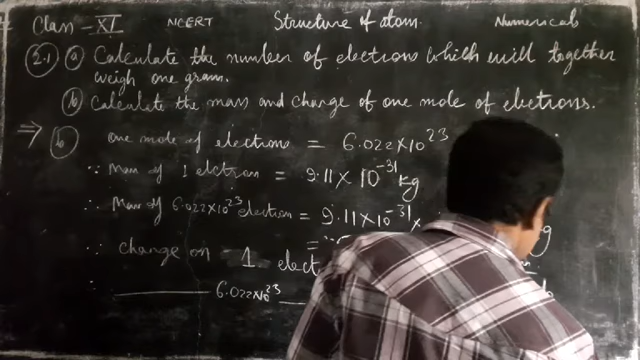 Class - XI NCERT Structure of atom. Numericals
2.1 (a) Calculate the number of electrons which will together
weigh one gram.
(b) Calculate the mass and charge of one mole of electrons.
⇒ (b) one mole of electrons = 6.022×10^23
∵ Mass of 1 electron = 9.11 × 10^-31 kg
∴ Mass of 6.022×10^23 electron = 9.11×10^-31 ×
=
∵ charge on 1 elect
∴ 6.022×10^23